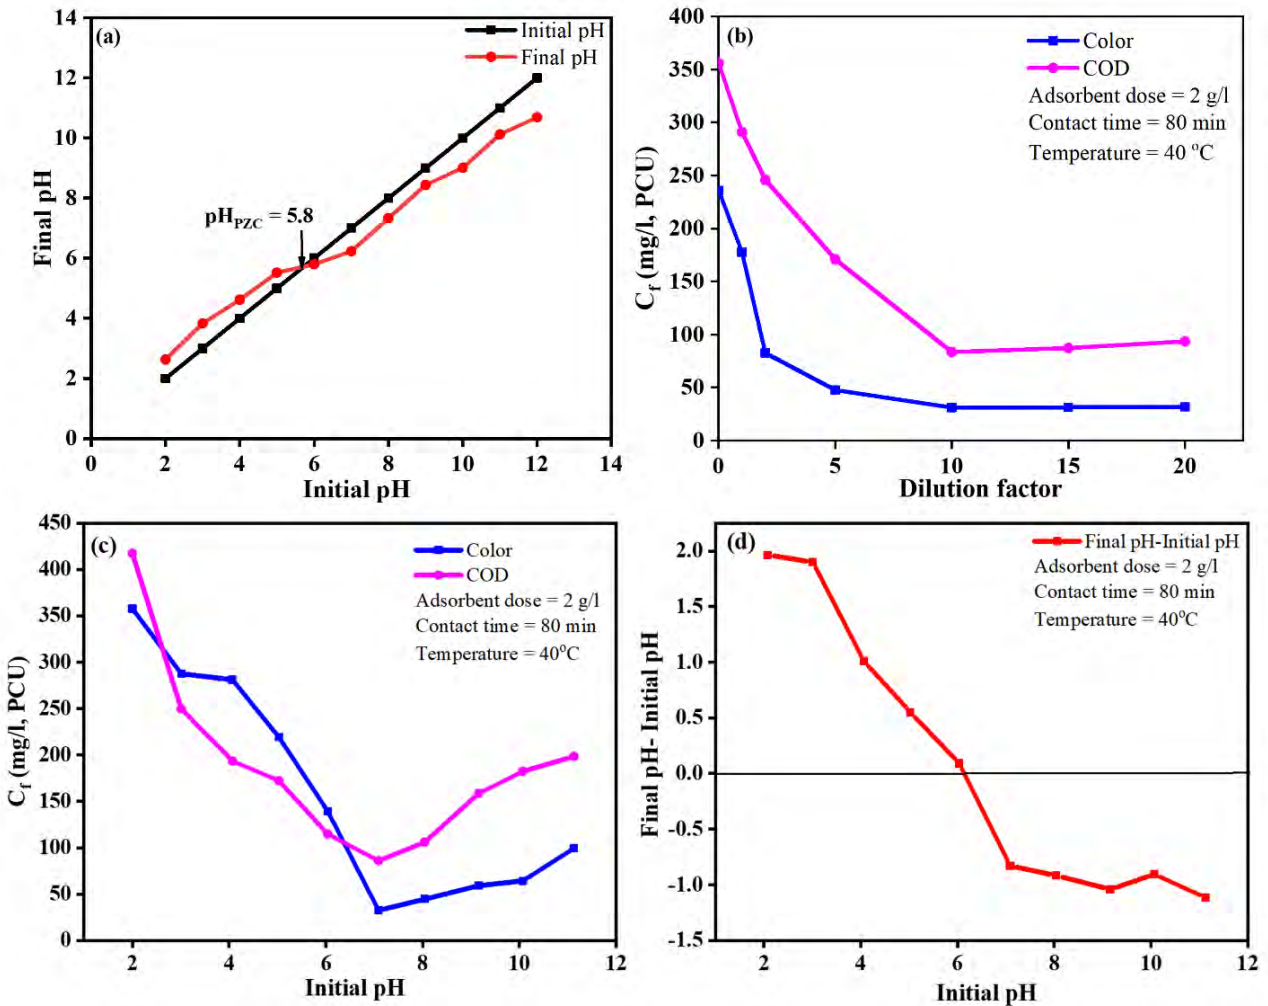 (a)
Initial pH
Final pH
pH_PZC = 5.8
14
12
10
8
6
4
2
0
Final pH
0 2 4 6 8 10 12 14
Initial pH
(b)
Color
COD
Adsorbent dose = 2 g/l
Contact time = 80 min
Temperature = 40 °C
400
350
300
250
200
150
100
50
0
C_f (mg/l, PCU)
0 5 10 15 20
Dilution factor
(c)
Color
COD
Adsorbent dose = 2 g/l
Contact time = 80 min
Temperature = 40°C
450
400
350
300
250
200
150
100
50
0
C_f (mg/l, PCU)
2 4 6 8 10 12
Initial pH
(d)
Final pH-Initial pH
Adsorbent dose = 2 g/l
Contact time = 80 min
Temperature = 40°C
2.0
1.5
1.0
0.5
0.0
-0.5
-1.0
-1.5
Final pH- Initial pH
2 4 6 8 10 12
Initial pH